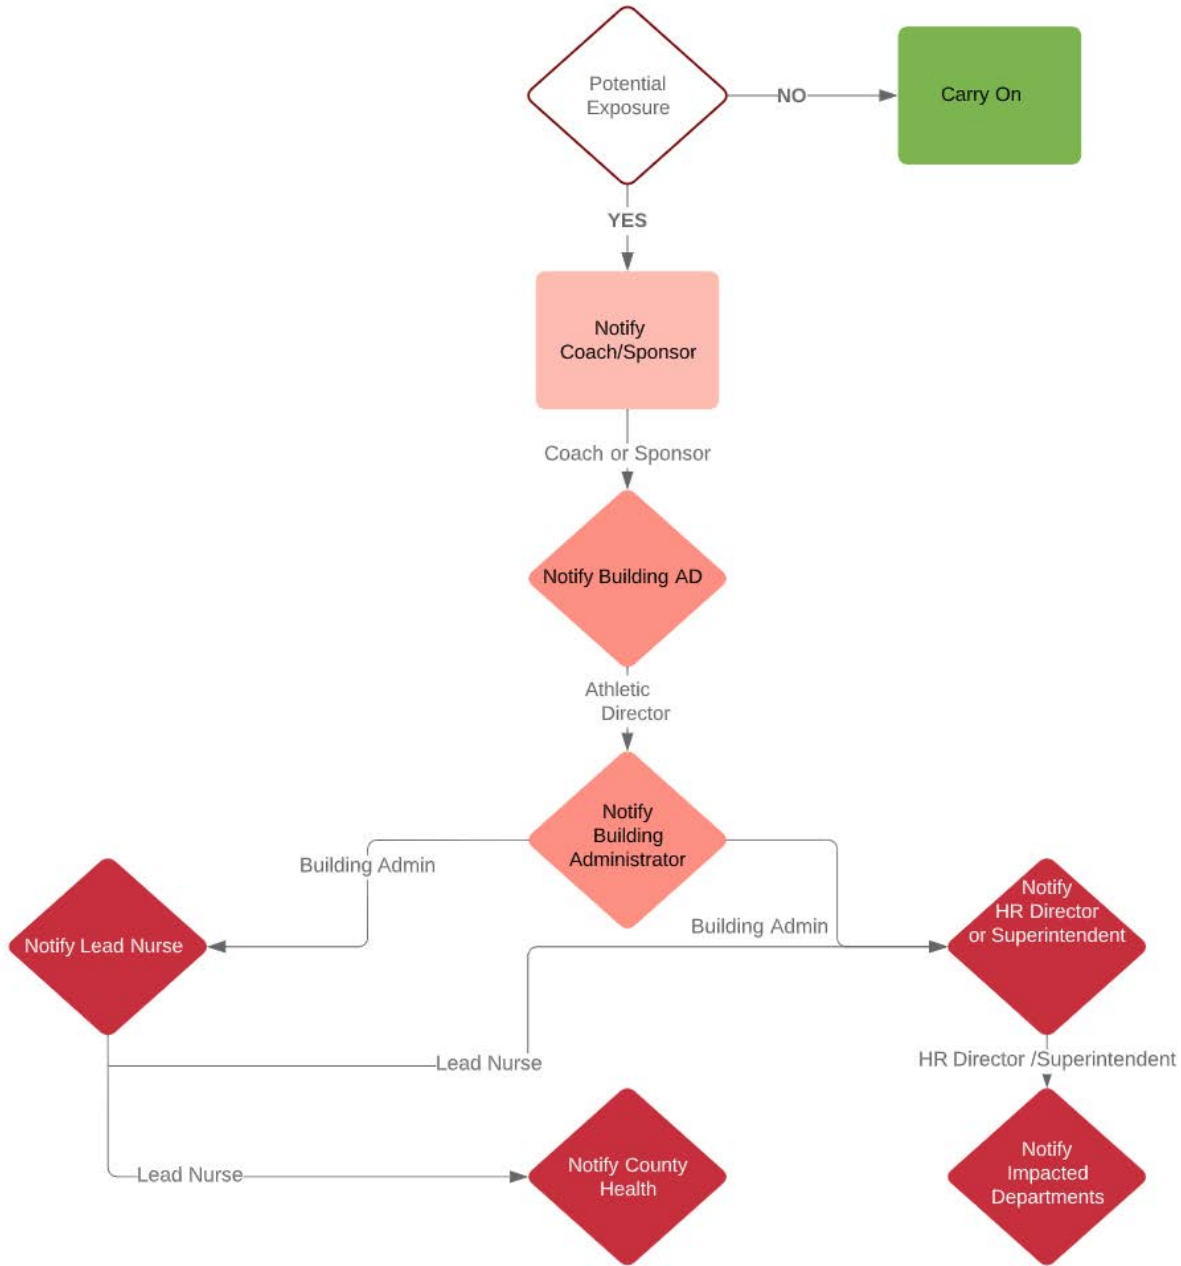 Potential
Exposure
NO
Carry On
YES
Notify
Coach/Sponsor
Coach or Sponsor
Notify Building AD
Athletic
Director
Notify
Building
Administrator
Building Admin
Building Admin
Notify Lead Nurse
Notify
HR Director
or Superintendent
Lead Nurse
HR Director /Superintendent
Lead Nurse
Notify County
Health
Notify
Impacted
Departments